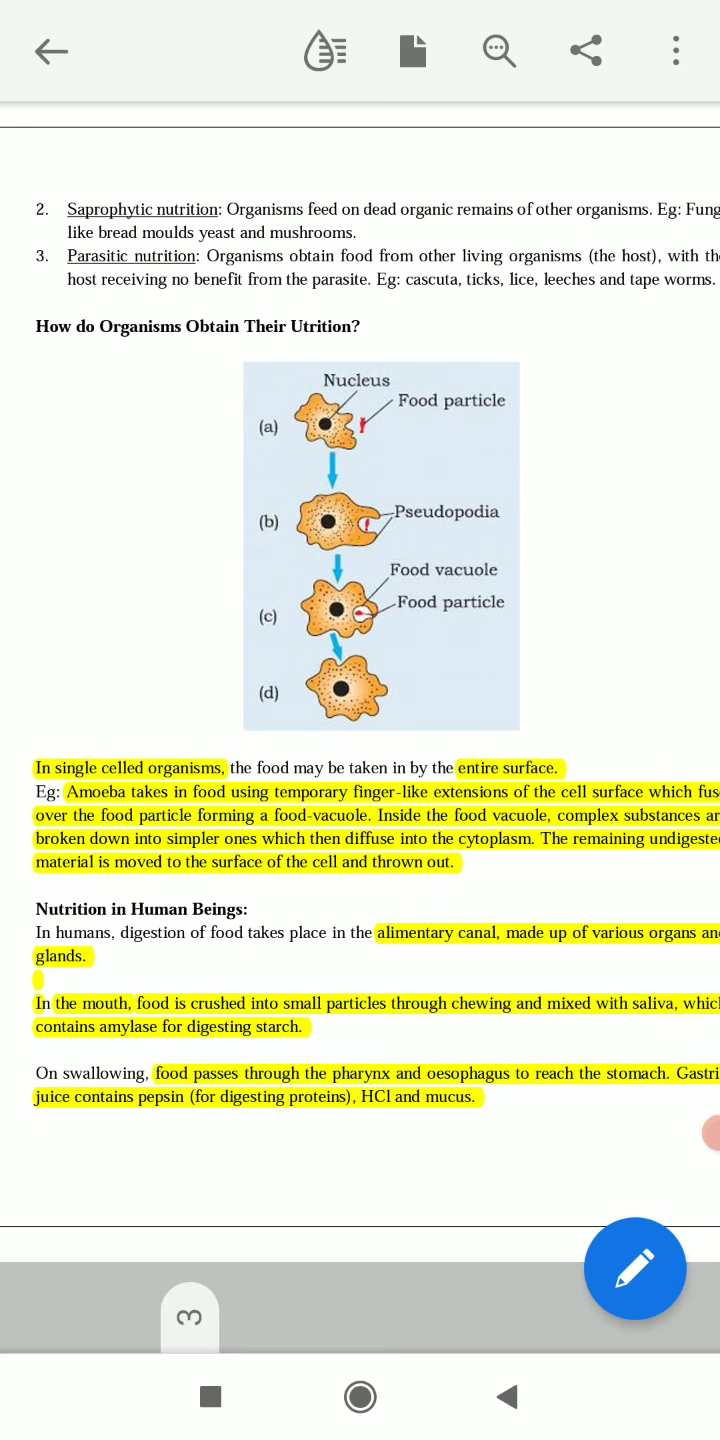 2. Saprophytic nutrition: Organisms feed on dead organic remains of other organisms. Eg: Fung
like bread moulds yeast and mushrooms.
3. Parasitic nutrition: Organisms obtain food from other living organisms (the host), with th
host receiving no benefit from the parasite. Eg: cascuta, ticks, lice, leeches and tape worms.
How do Organisms Obtain Their Utrition?
Nucleus
Food particle
(a)
(b)
Pseudopodia
Food vacuole
Food particle
(c)
(d)
In single celled organisms, the food may be taken in by the entire surface.
Eg: Amoeba takes in food using temporary finger-like extensions of the cell surface which fus
over the food particle forming a food-vacuole. Inside the food vacuole, complex substances ar
broken down into simpler ones which then diffuse into the cytoplasm. The remaining undigeste
material is moved to the surface of the cell and thrown out.
Nutrition in Human Beings:
In humans, digestion of food takes place in the alimentary canal, made up of various organs an
glands.
In the mouth, food is crushed into small particles through chewing and mixed with saliva, whic
contains amylase for digesting starch.
On swallowing, food passes through the pharynx and oesophagus to reach the stomach. Gastri
juice contains pepsin (for digesting proteins), HCl and mucus.
3